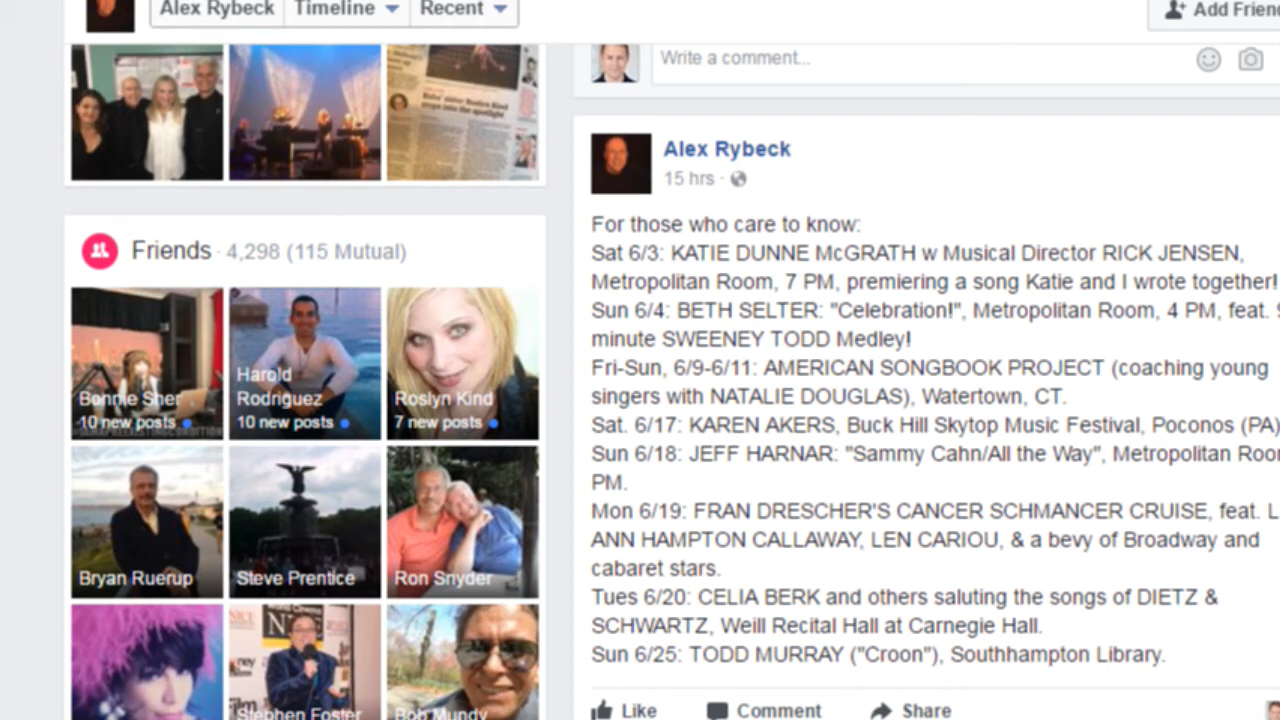 Alex Rybeck Timeline Recent
Add Frien
Write a comment...
Alex Rybeck
15 hrs ·
For those who care to know:
Sat 6/3: KATIE DUNNE McGRATH w Musical Director RICK JENSEN,
Metropolitan Room, 7 PM, premiering a song Katie and I wrote together!
Sun 6/4: BETH SELTER: "Celebration!", Metropolitan Room, 4 PM, feat.
minute SWEENEY TODD Medley!
Fri-Sun, 6/9-6/11: AMERICAN SONGBOOK PROJECT (coaching young
singers with NATALIE DOUGLAS), Watertown, CT.
Sat. 6/17: KAREN AKERS, Buck Hill Skytop Music Festival, Poconos (PA)
Sun 6/18: JEFF HARNAR: "Sammy Cahn/All the Way", Metropolitan Roo
PM.
Mon 6/19: FRAN DRESCHER'S CANCER SCHMANCER CRUISE, feat. L
ANN HAMPTON CALLAWAY, LEN CARIOU, & a bevy of Broadway and
cabaret stars.
Tues 6/20: CELIA BERK and others saluting the songs of DIETZ &
SCHWARTZ, Weill Recital Hall at Carnegie Hall.
Sun 6/25: TODD MURRAY ("Croon"), Southhampton Library.
Like Comment Share
Friends · 4,298 (115 Mutual)
Bonnie Sher
10 new posts
Harold
Rodriguez
10 new posts
Roslyn Kind
7 new posts
Bryan Ruerup
Steve Prentice
Ron Snyder
Stephen Foster
Bob Mundy